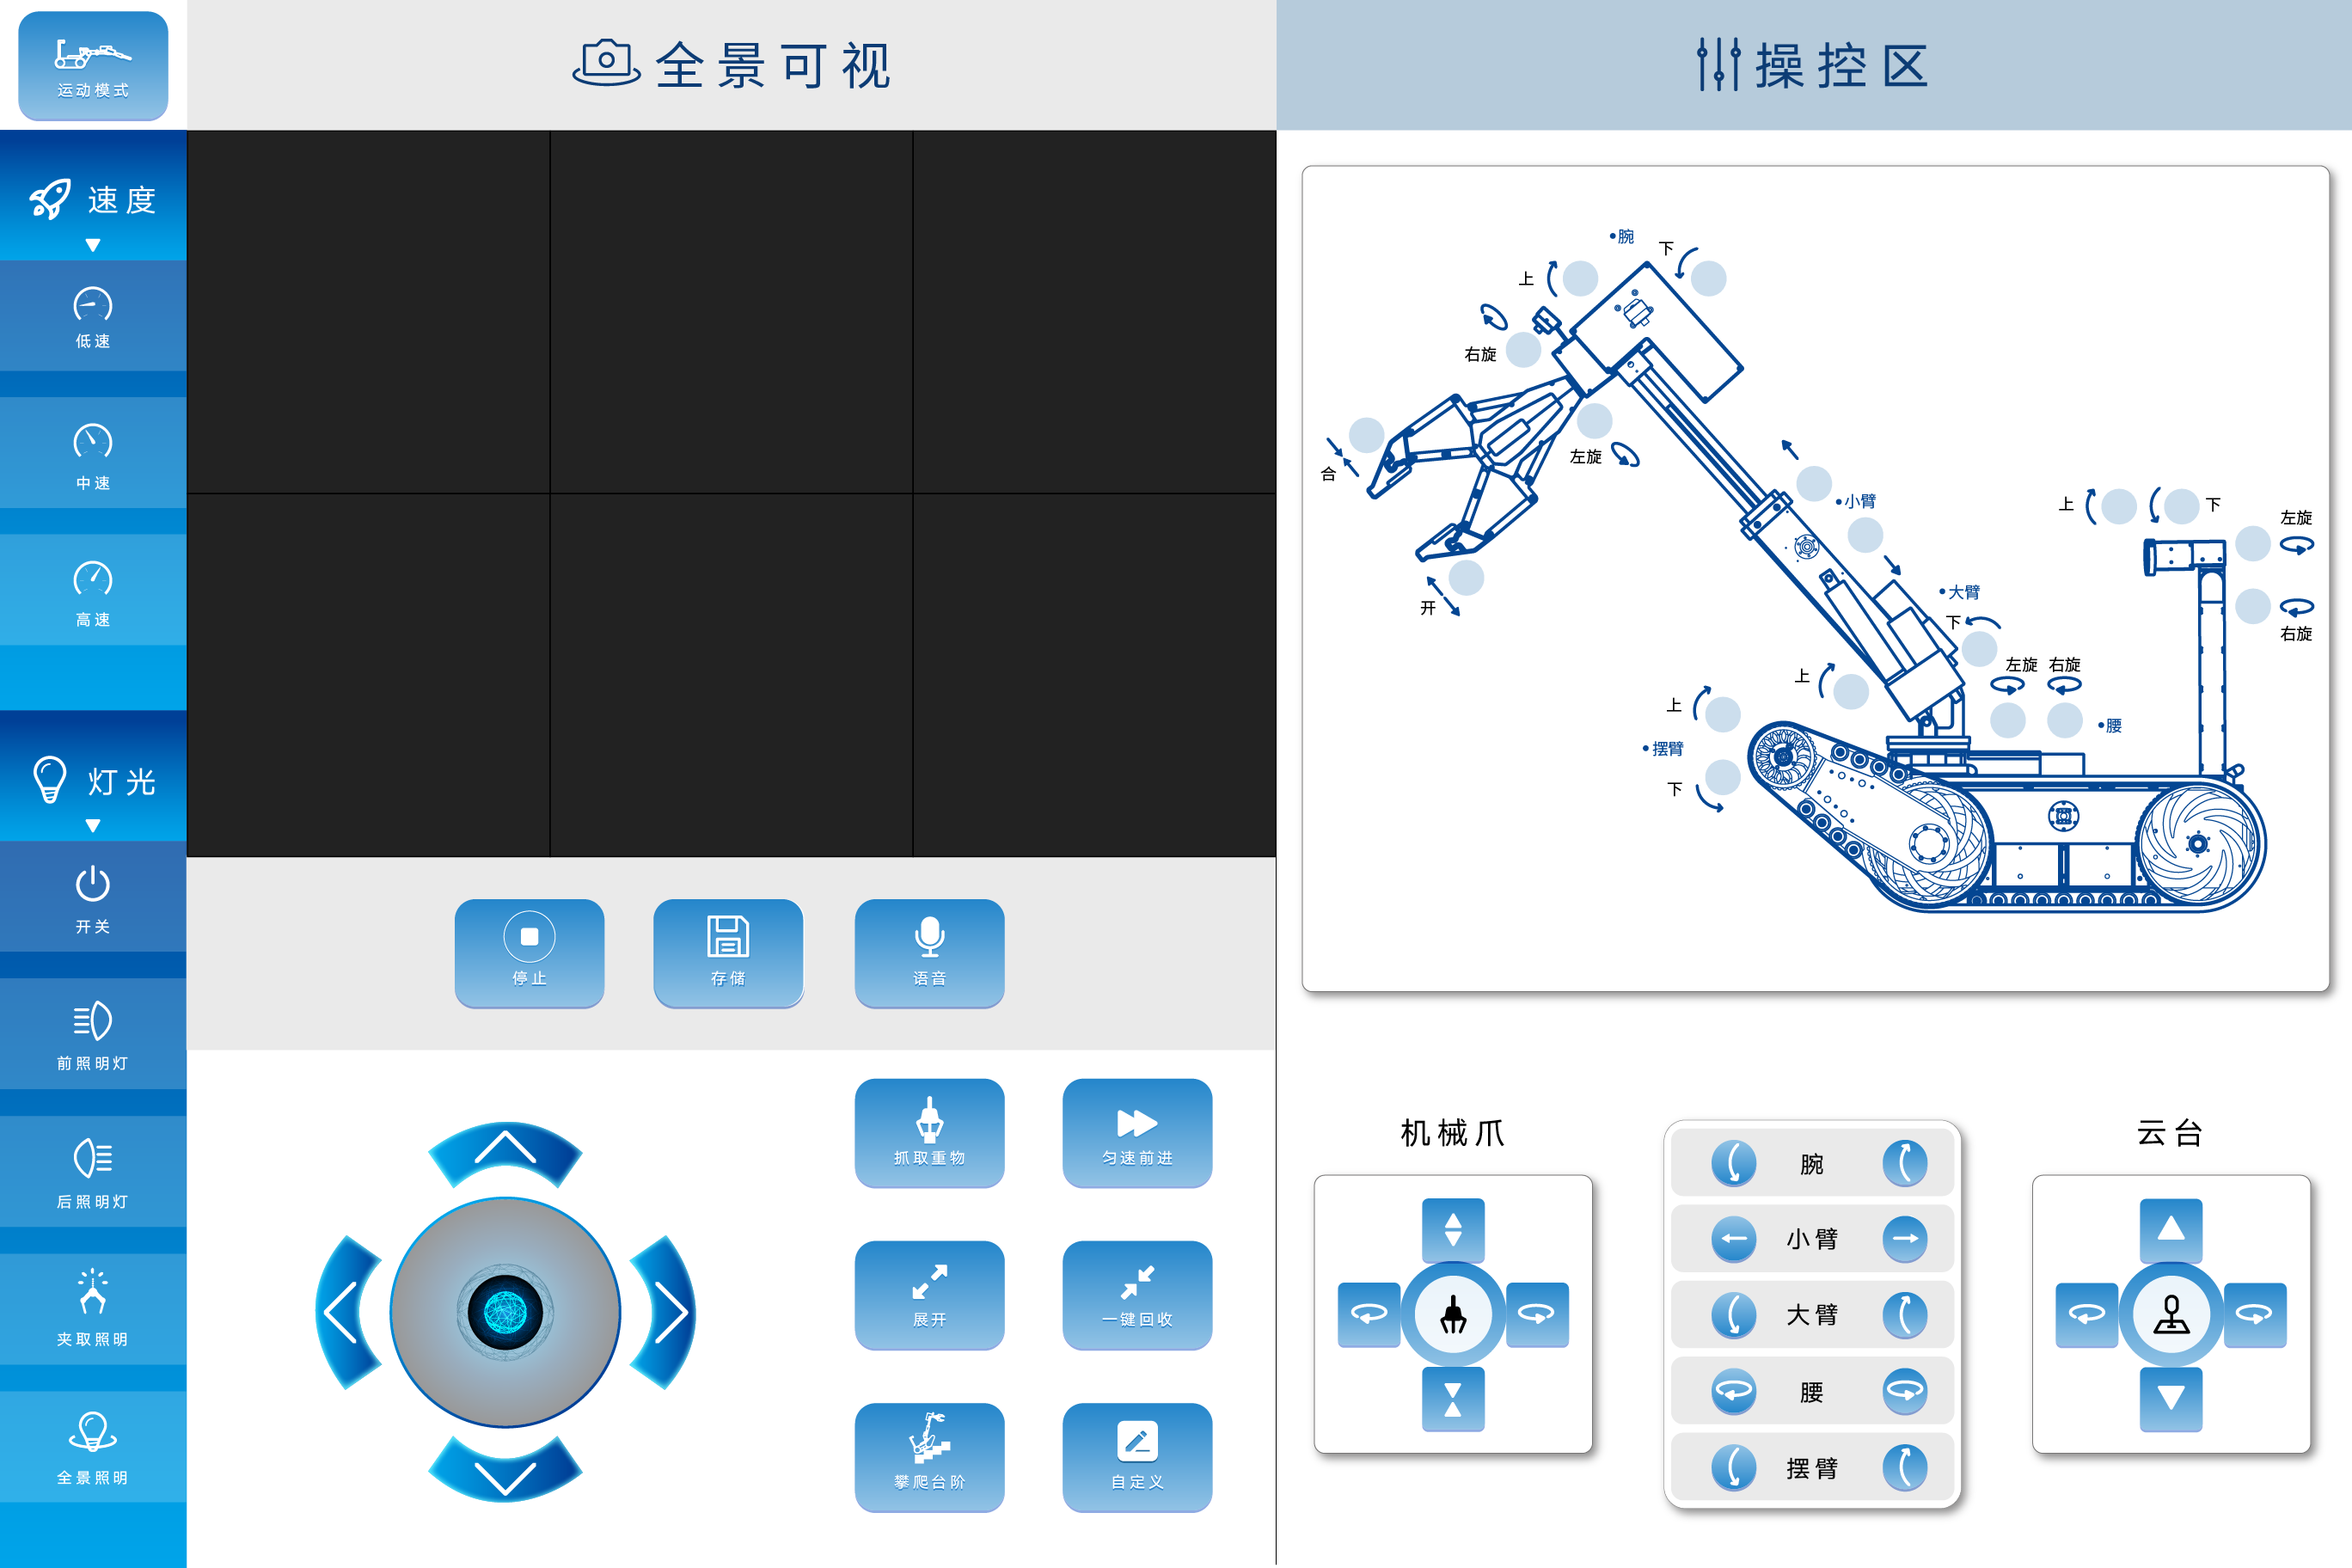 运动模式
全景可视
操控区
速度
低速
中速
高速
灯光
开关
前照明灯
后照明灯
夹取照明
全景照明
停止
存储
语音
抓取重物
匀速前进
展开
一键回收
攀爬台阶
自定义
•腕
下
上
右旋
左旋
合
开
•小臂
•大臂
下
上
左旋
右旋
•腰
上
•摆臂
下
上
下
左旋
右旋
机械爪
腕
小臂
大臂
腰
摆臂
云台